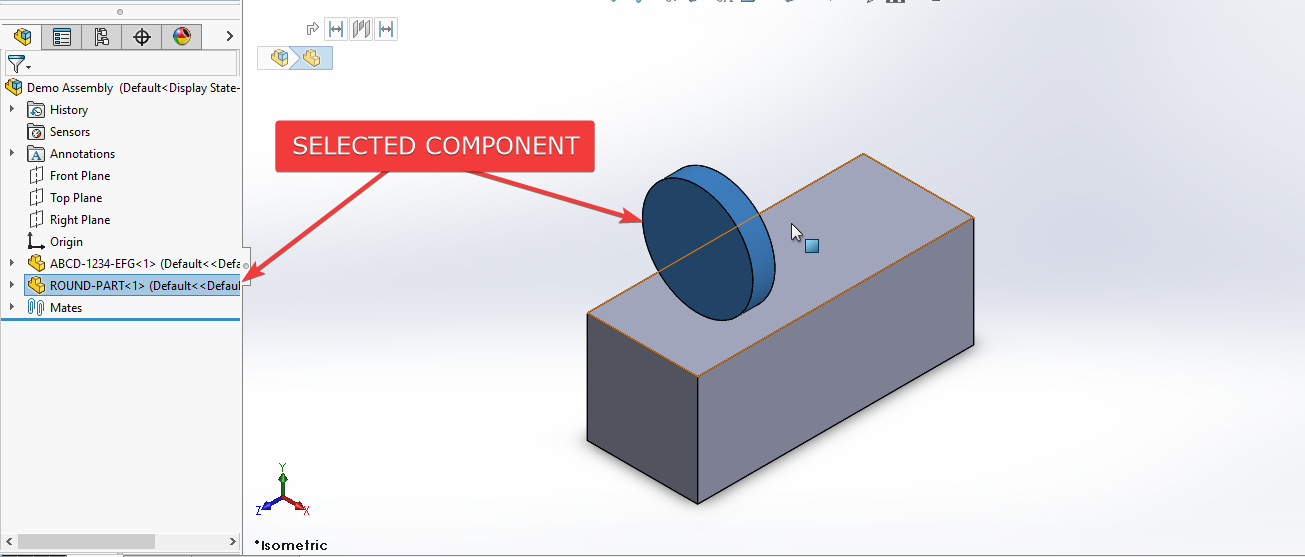 Demo Assembly (Default<Display State-
History
Sensors
Annotations
Front Plane
Top Plane
Right Plane
Origin
ABCD-1234-EFG<1> (Default<<Defa
ROUND-PART<1> (Default<<Defaul
Mates
SELECTED COMPONENT
Y
Z
X
*Isometric